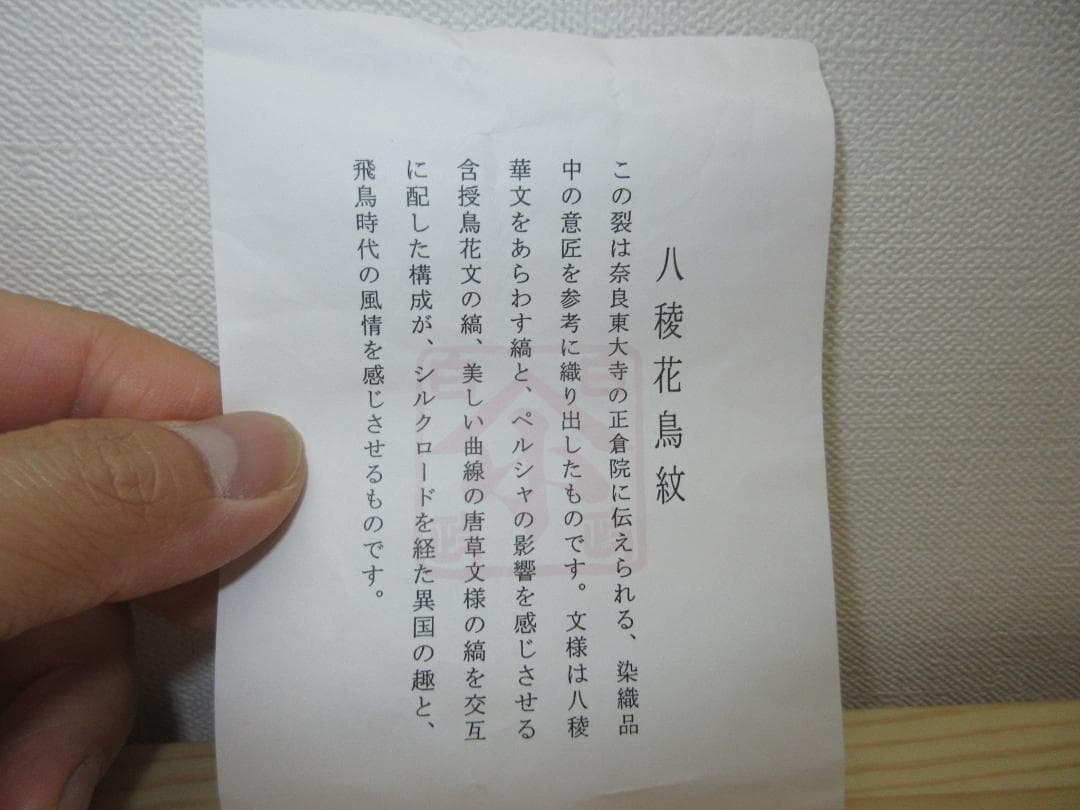 八稜花鳥紋
この裂は奈良東大寺の正倉院に伝えられる、染織品
中の意匠を参考に織り出したものです。文様は八稜
華文をあらわす縞と、ペルシャの影響を感じさせる
含授鳥花文の縞、美しい曲線の唐草文様の縞を交互
に配した構成が、シルクロードを経た異国の趣と、
飛鳥時代の風情を感じさせるものです。